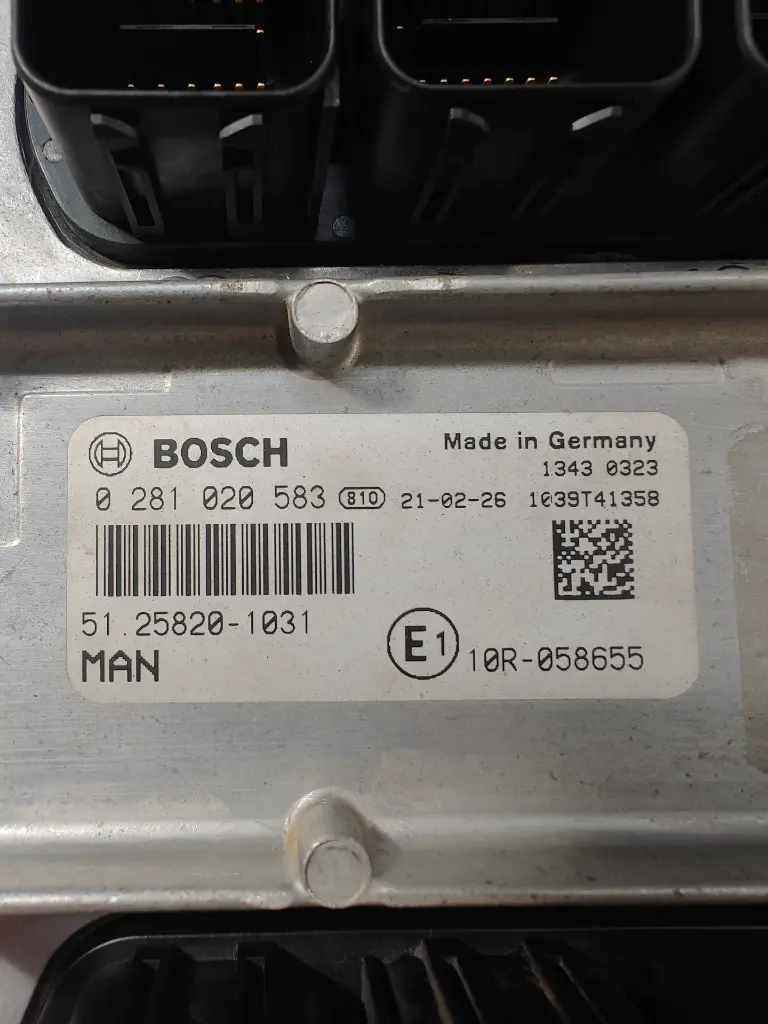 BOSCH
Made in Germany
1343 0323
0 281 020 583 810 21-02-26 1039T41358
51.25820-1031
MAN
E1 10R-058655